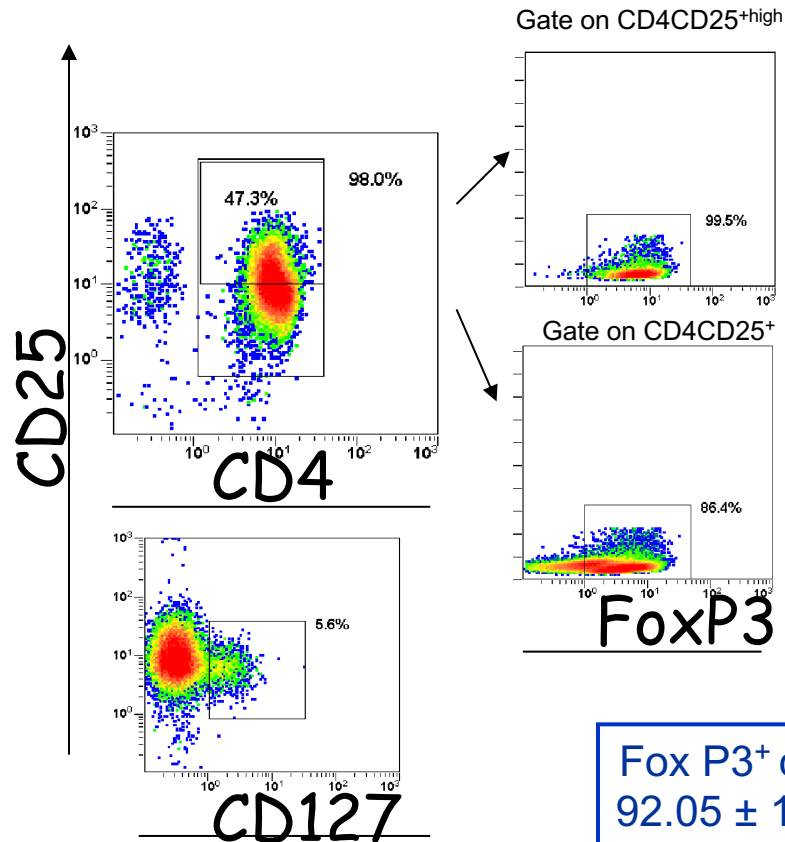 Gate on CD4CD25⁺ʰⁱᵍʰ
10³
98.0%
47.3%
10²
10¹
10⁰
10⁰ 10¹ 10² 10³
CD25
CD4
99.5%
10⁰ 10¹ 10² 10³
Gate on CD4CD25⁺
86.4%
10⁰ 10¹ 10² 10³
FoxP3
10³
10²
5.6%
10¹
10⁰
10⁰ 10¹ 10² 10³
CD127
Fox P3⁺
92.05 ± 1